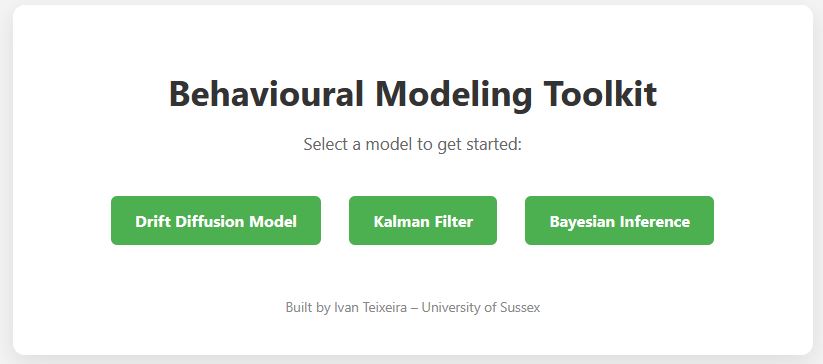 Behavioural Modeling Toolkit
Select a model to get started:
Drift Diffusion Model
Kalman Filter
Bayesian Inference
Built by Ivan Teixeira – University of Sussex